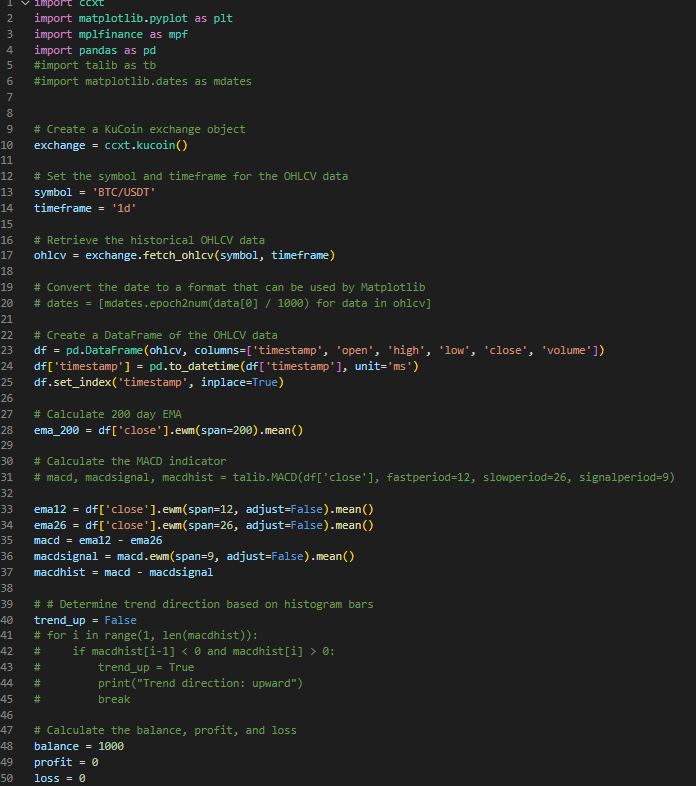 1 import ccxt
2 import matplotlib.pyplot as plt
3 import mplfinance as mpf
4 import pandas as pd
5 #import talib as tb
6 #import matplotlib.dates as mdates
7
8
9 # Create a KuCoin exchange object
10 exchange = ccxt.kucoin()
11
12 # Set the symbol and timeframe for the OHLCV data
13 symbol = 'BTC/USDT'
14 timeframe = '1d'
15
16 # Retrieve the historical OHLCV data
17 ohlcv = exchange.fetch_ohlcv(symbol, timeframe)
18
19 # Convert the date to a format that can be used by Matplotlib
20 # dates = [mdates.epoch2num(data[0] / 1000) for data in ohlcv]
21
22 # Create a DataFrame of the OHLCV data
23 df = pd.DataFrame(ohlcv, columns=['timestamp', 'open', 'high', 'low', 'close', 'volume'])
24 df['timestamp'] = pd.to_datetime(df['timestamp'], unit='ms')
25 df.set_index('timestamp', inplace=True)
26
27 # Calculate 200 day EMA
28 ema_200 = df['close'].ewm(span=200).mean()
29
30 # Calculate the MACD indicator
31 # macd, macdsignal, macdhist = talib.MACD(df['close'], fastperiod=12, slowperiod=26, signalperiod=9)
32
33 ema12 = df['close'].ewm(span=12, adjust=False).mean()
34 ema26 = df['close'].ewm(span=26, adjust=False).mean()
35 macd = ema12 - ema26
36 macdsignal = macd.ewm(span=9, adjust=False).mean()
37 macdhist = macd - macdsignal
38
39 # # Determine trend direction based on histogram bars
40 trend_up = False
41 # for i in range(1, len(macdhist)):
42 #     if macdhist[i-1] < 0 and macdhist[i] > 0:
43 #         trend_up = True
44 #         print("Trend direction: upward")
45 #         break
46
47 # Calculate the balance, profit, and loss
48 balance = 1000
49 profit = 0
50 loss = 0